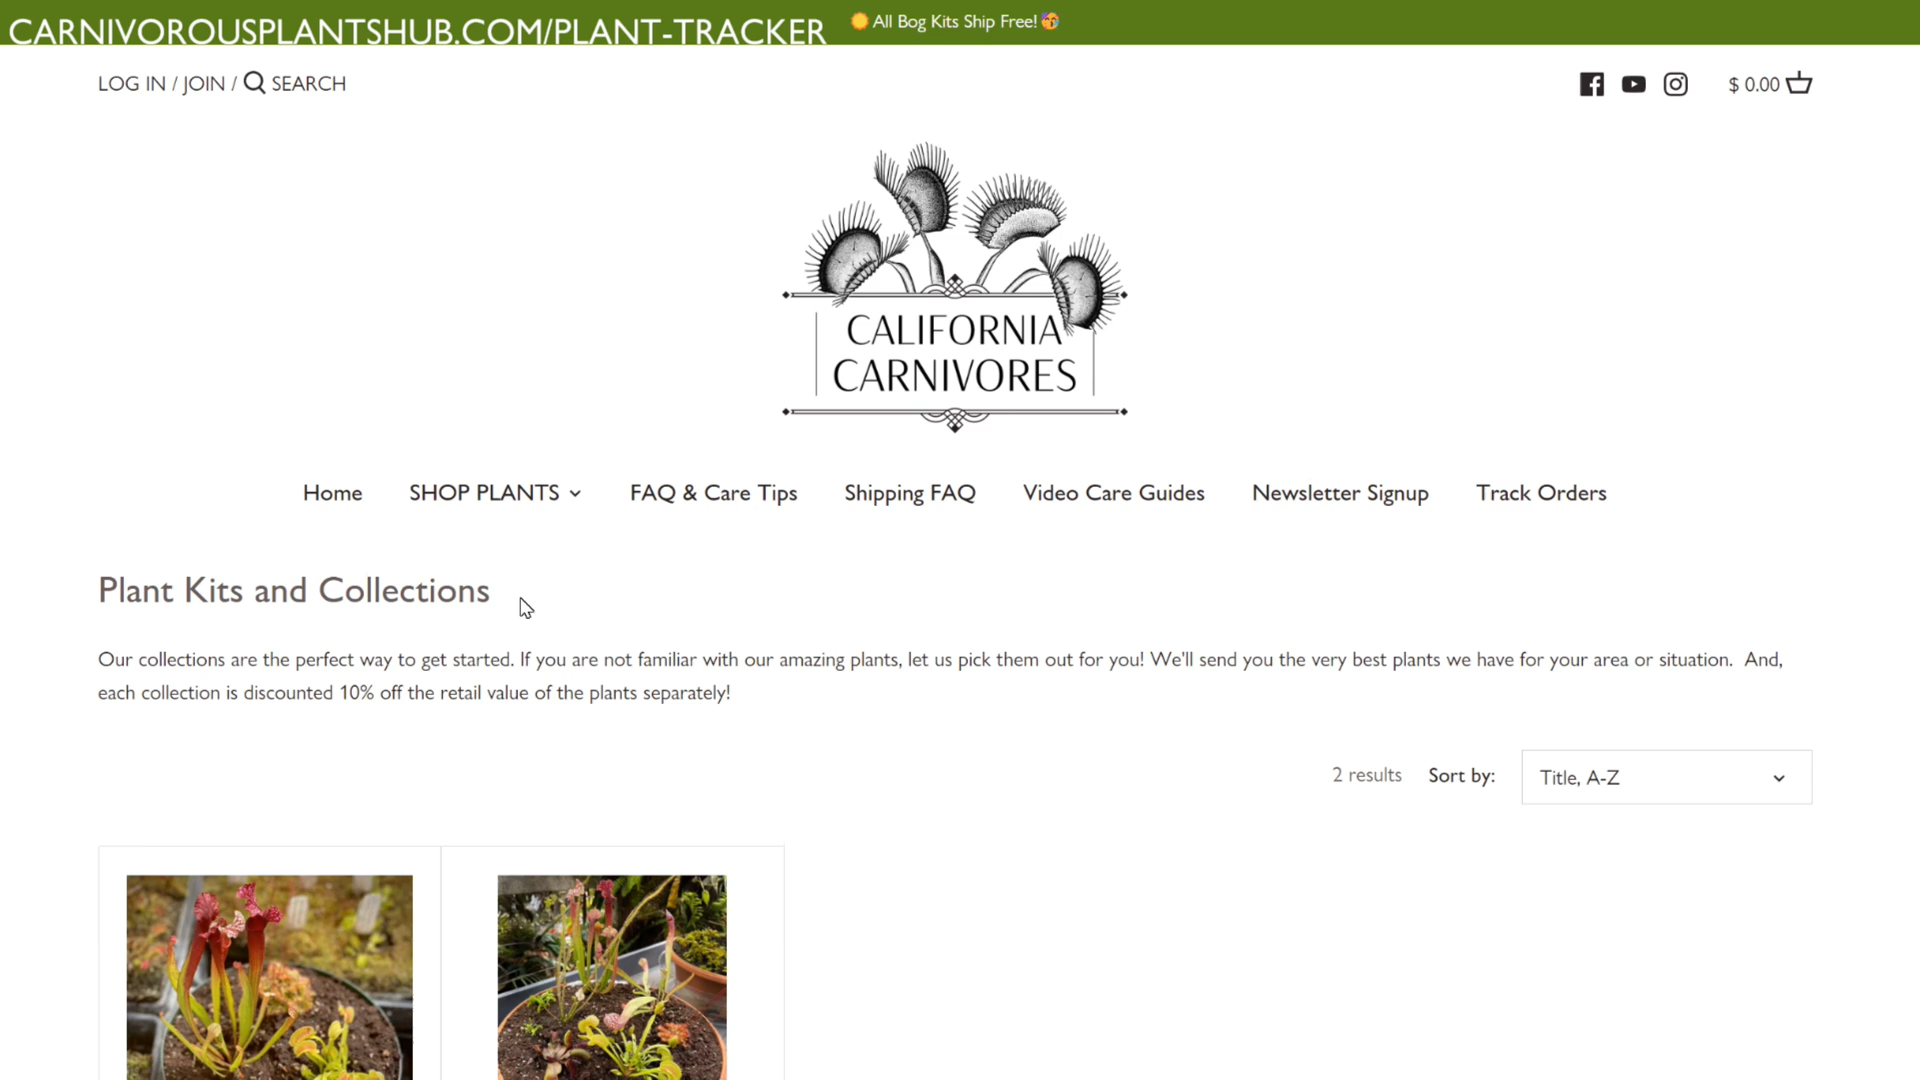 CARNIVOROUSPLANTSHUB.COM/PLANT-TRACKER
All Bog Kits Ship Free!
LOG IN / JOIN / SEARCH
$ 0.00
CALIFORNIA
CARNIVORES
Home SHOP PLANTS FAQ & Care Tips Shipping FAQ Video Care Guides Newsletter Signup Track Orders
Plant Kits and Collections
Our collections are the perfect way to get started. If you are not familiar with our amazing plants, let us pick them out for you! We'll send you the very best plants we have for your area or situation. And,
each collection is discounted 10% off the retail value of the plants separately!
2 results Sort by: Title, A-Z